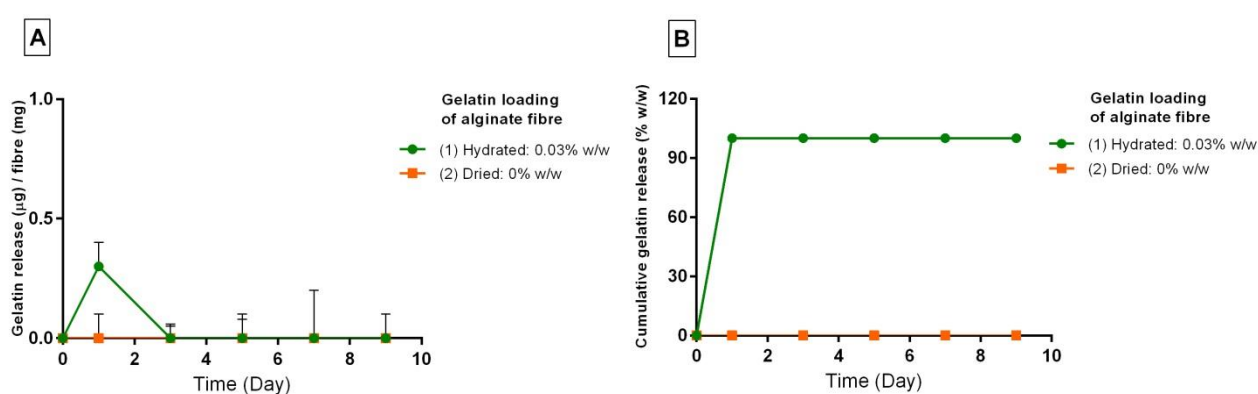 A
Gelatin release (µg) / fibre (mg)
1.0
0.5
0.0
0 2 4 6 8 10
Time (Day)
Gelatin loading
of alginate fibre
(1) Hydrated: 0.03% w/w
(2) Dried: 0% w/w
B
Cumulative gelatin release (% w/w)
120
90
60
30
0
0 2 4 6 8 10
Time (Day)
Gelatin loading
of alginate fibre
(1) Hydrated: 0.03% w/w
(2) Dried: 0% w/w